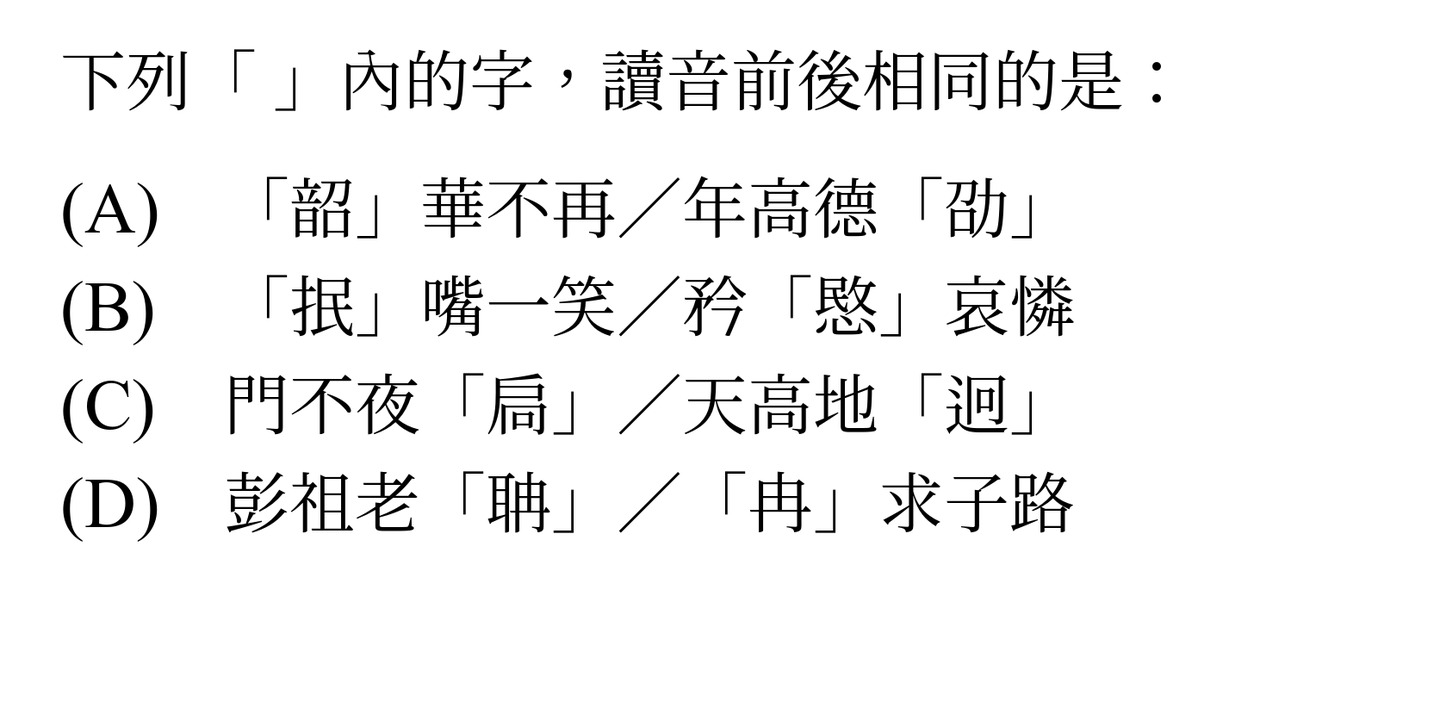 下列「 」內的字，讀音前後相同的是：
(A) 「韶」華不再／年高德「劭」
(B) 「抿」嘴一笑／矜「愍」哀憐
(C) 門不夜「扃」／天高地「迥」
(D) 彭祖老「聃」／「冉」求子路